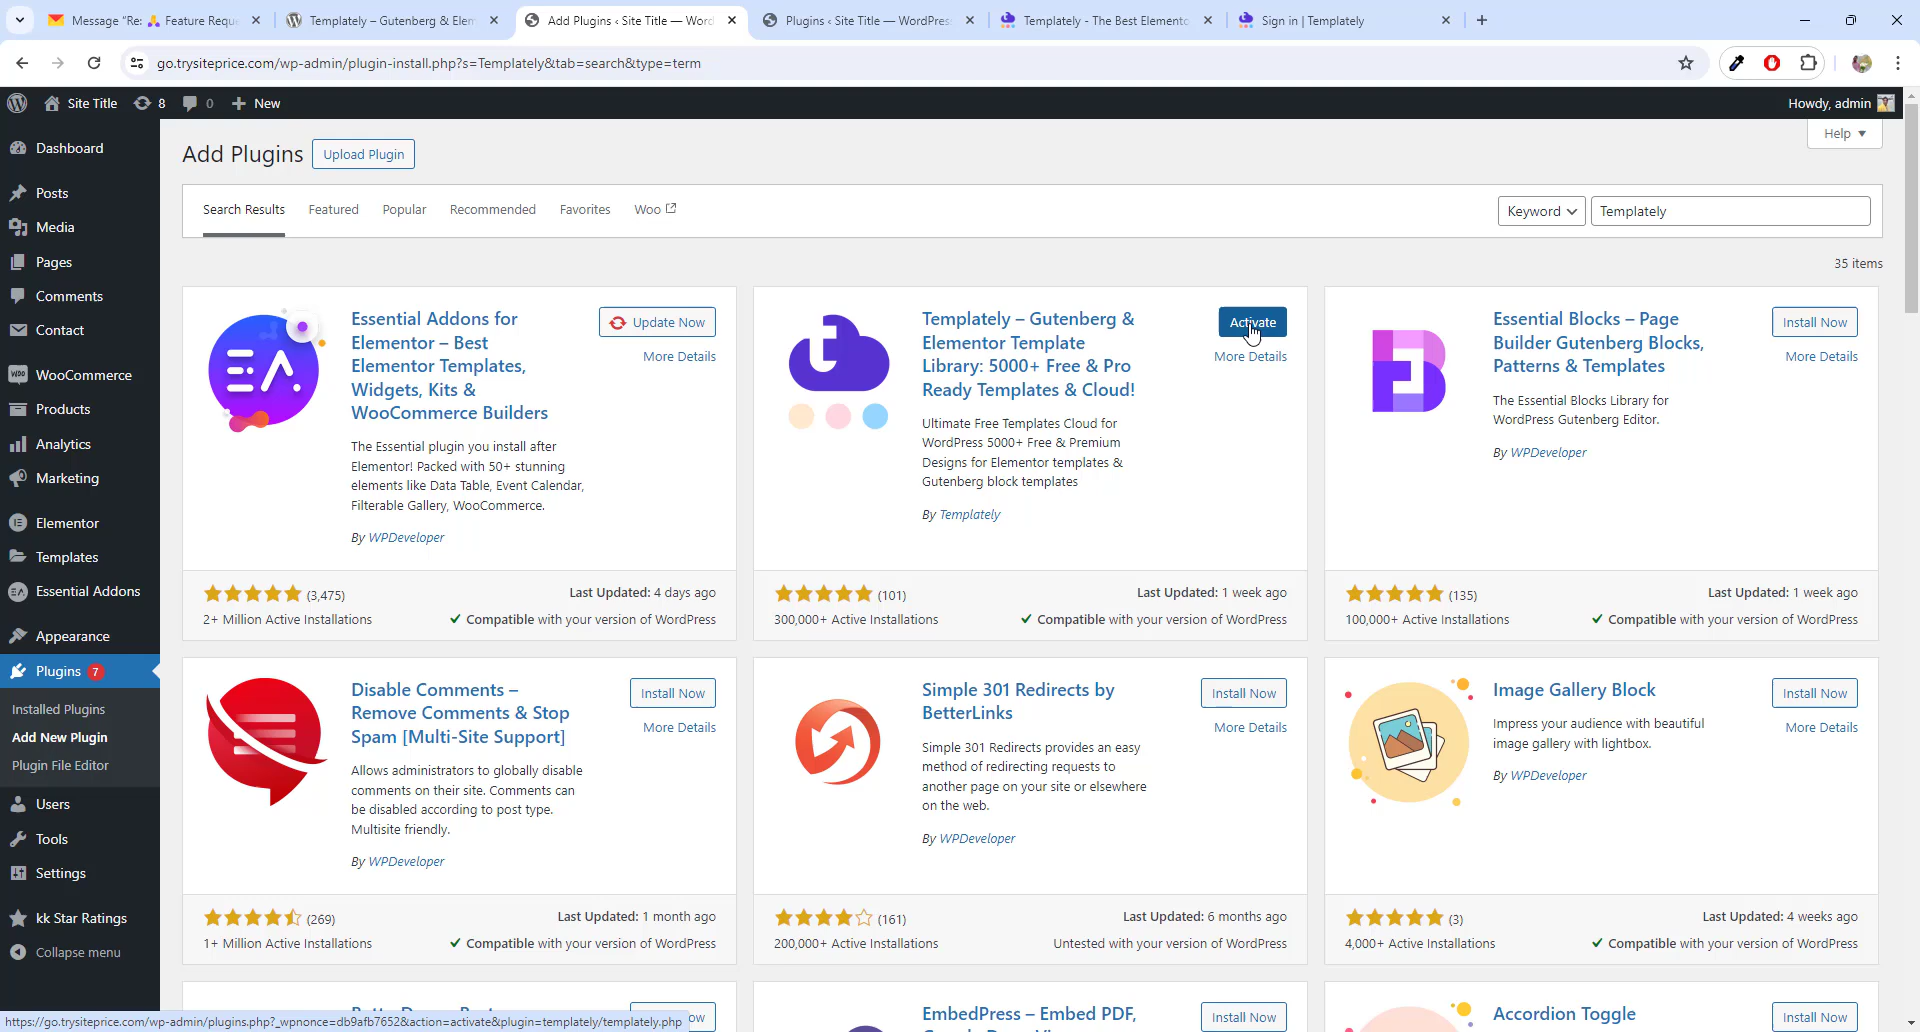 Message “Re: Feature Requ
Templately – Gutenberg & Elem
Add Plugins ‹ Site Title — Word
Plugins ‹ Site Title — WordPress
Templately - The Best Elemento
Sign in | Templately
go.trysiteprice.com/wp-admin/plugin-install.php?s=Templately&tab=search&type=term
Site Title
8
0
New
Howdy, admin
Dashboard
Posts
Media
Pages
Comments
Contact
WooCommerce
Products
Analytics
Marketing
Elementor
Templates
Essential Addons
Appearance
Plugins 7
Installed Plugins
Add New Plugin
Plugin File Editor
Users
Tools
Settings
kk Star Ratings
Collapse menu
Help
Add Plugins
Upload Plugin
Search Results
Featured
Popular
Recommended
Favorites
Woo
Keyword
Templately
35 items
Essential Addons for
Elementor – Best
Elementor Templates,
Widgets, Kits &
WooCommerce Builders
Update Now
More Details
The Essential plugin you install after
Elementor! Packed with 50+ stunning
elements like Data Table, Event Calendar,
Filterable Gallery, WooCommerce.
By WPDeveloper
(3,475)
Last Updated: 4 days ago
2+ Million Active Installations
Compatible with your version of WordPress
Templately – Gutenberg &
Elementor Template
Library: 5000+ Free & Pro
Ready Templates & Cloud!
Activate
More Details
Ultimate Free Templates Cloud for
WordPress 5000+ Free & Premium
Designs for Elementor templates &
Gutenberg block templates
By Templately
(101)
Last Updated: 1 week ago
300,000+ Active Installations
Compatible with your version of WordPress
Essential Blocks – Page
Builder Gutenberg Blocks,
Patterns & Templates
Install Now
More Details
The Essential Blocks Library for
WordPress Gutenberg Editor.
By WPDeveloper
(135)
Last Updated: 1 week ago
100,000+ Active Installations
Compatible with your version of WordPress
Disable Comments –
Remove Comments & Stop
Spam [Multi-Site Support]
Install Now
More Details
Allows administrators to globally disable
comments on their site. Comments can
be disabled according to post type.
Multisite friendly.
By WPDeveloper
(269)
Last Updated: 1 month ago
1+ Million Active Installations
Compatible with your version of WordPress
Simple 301 Redirects by
BetterLinks
Install Now
More Details
Simple 301 Redirects provides an easy
method of redirecting requests to
another page on your site or elsewhere
on the web.
By WPDeveloper
(161)
Last Updated: 6 months ago
200,000+ Active Installations
Untested with your version of WordPress
Image Gallery Block
Install Now
More Details
Impress your audience with beautiful
image gallery with lightbox.
By WPDeveloper
(3)
Last Updated: 4 weeks ago
4,000+ Active Installations
Compatible with your version of WordPress
EmbedPress – Embed PDF,
Install Now
Accordion Toggle
Install Now
https://go.trysiteprice.com/wp-admin/plugins.php?_wpnonce=db9afb7652&action=activate&plugin=templately/templately.php